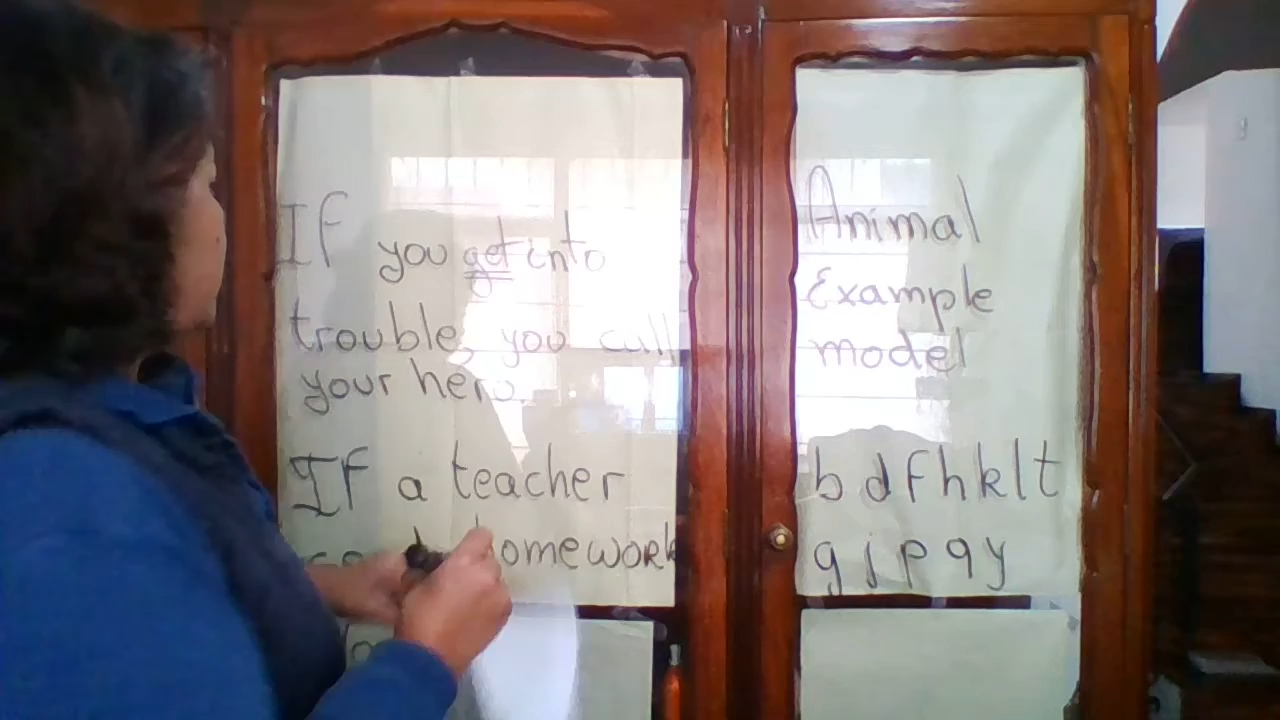 If you get into
trouble, you call
your hero.
If a teacher
homework
Animal
Example
model
b d f h k l t
g j p q y